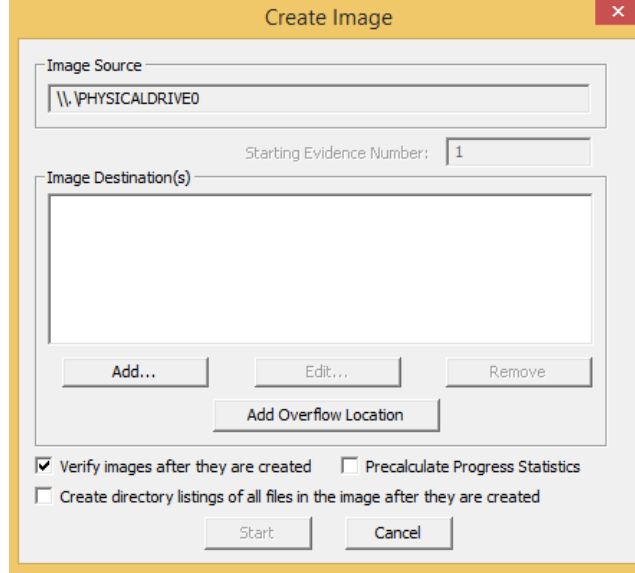 Create Image
Image Source
\\.\PHYSICALDRIVE0
Starting Evidence Number: 1
Image Destination(s)
Add... Edit... Remove
Add Overflow Location
Verify images after they are created Precalculate Progress Statistics
Create directory listings of all files in the image after they are created
Start Cancel